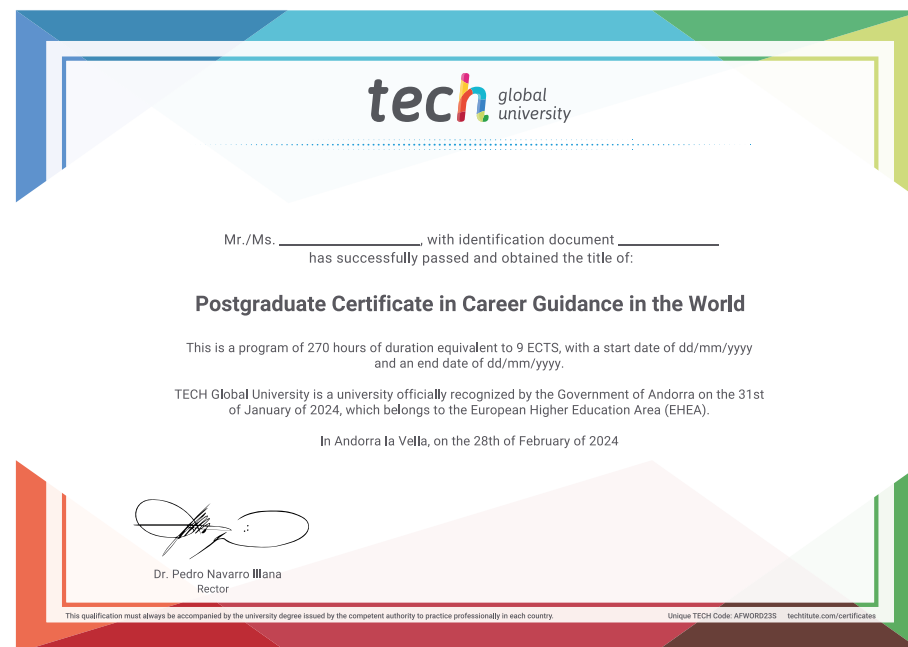 tech global
university
Mr./Ms. , with identification document
has successfully passed and obtained the title of:
Postgraduate Certificate in Career Guidance in the World
This is a program of 270 hours of duration equivalent to 9 ECTS, with a start date of dd/mm/yyyy
and an end date of dd/mm/yyyy.
TECH Global University is a university officially recognized by the Government of Andorra on the 31st
of January of 2024, which belongs to the European Higher Education Area (EHEA).
In Andorra la Vella, on the 28th of February of 2024
Dr. Pedro Navarro Illana
Rector
This qualification must always be accompanied by the university degree issued by the competent authority to practice professionally in each country. Unique TECH Code: AFWORD23S techtitute.com/certificates